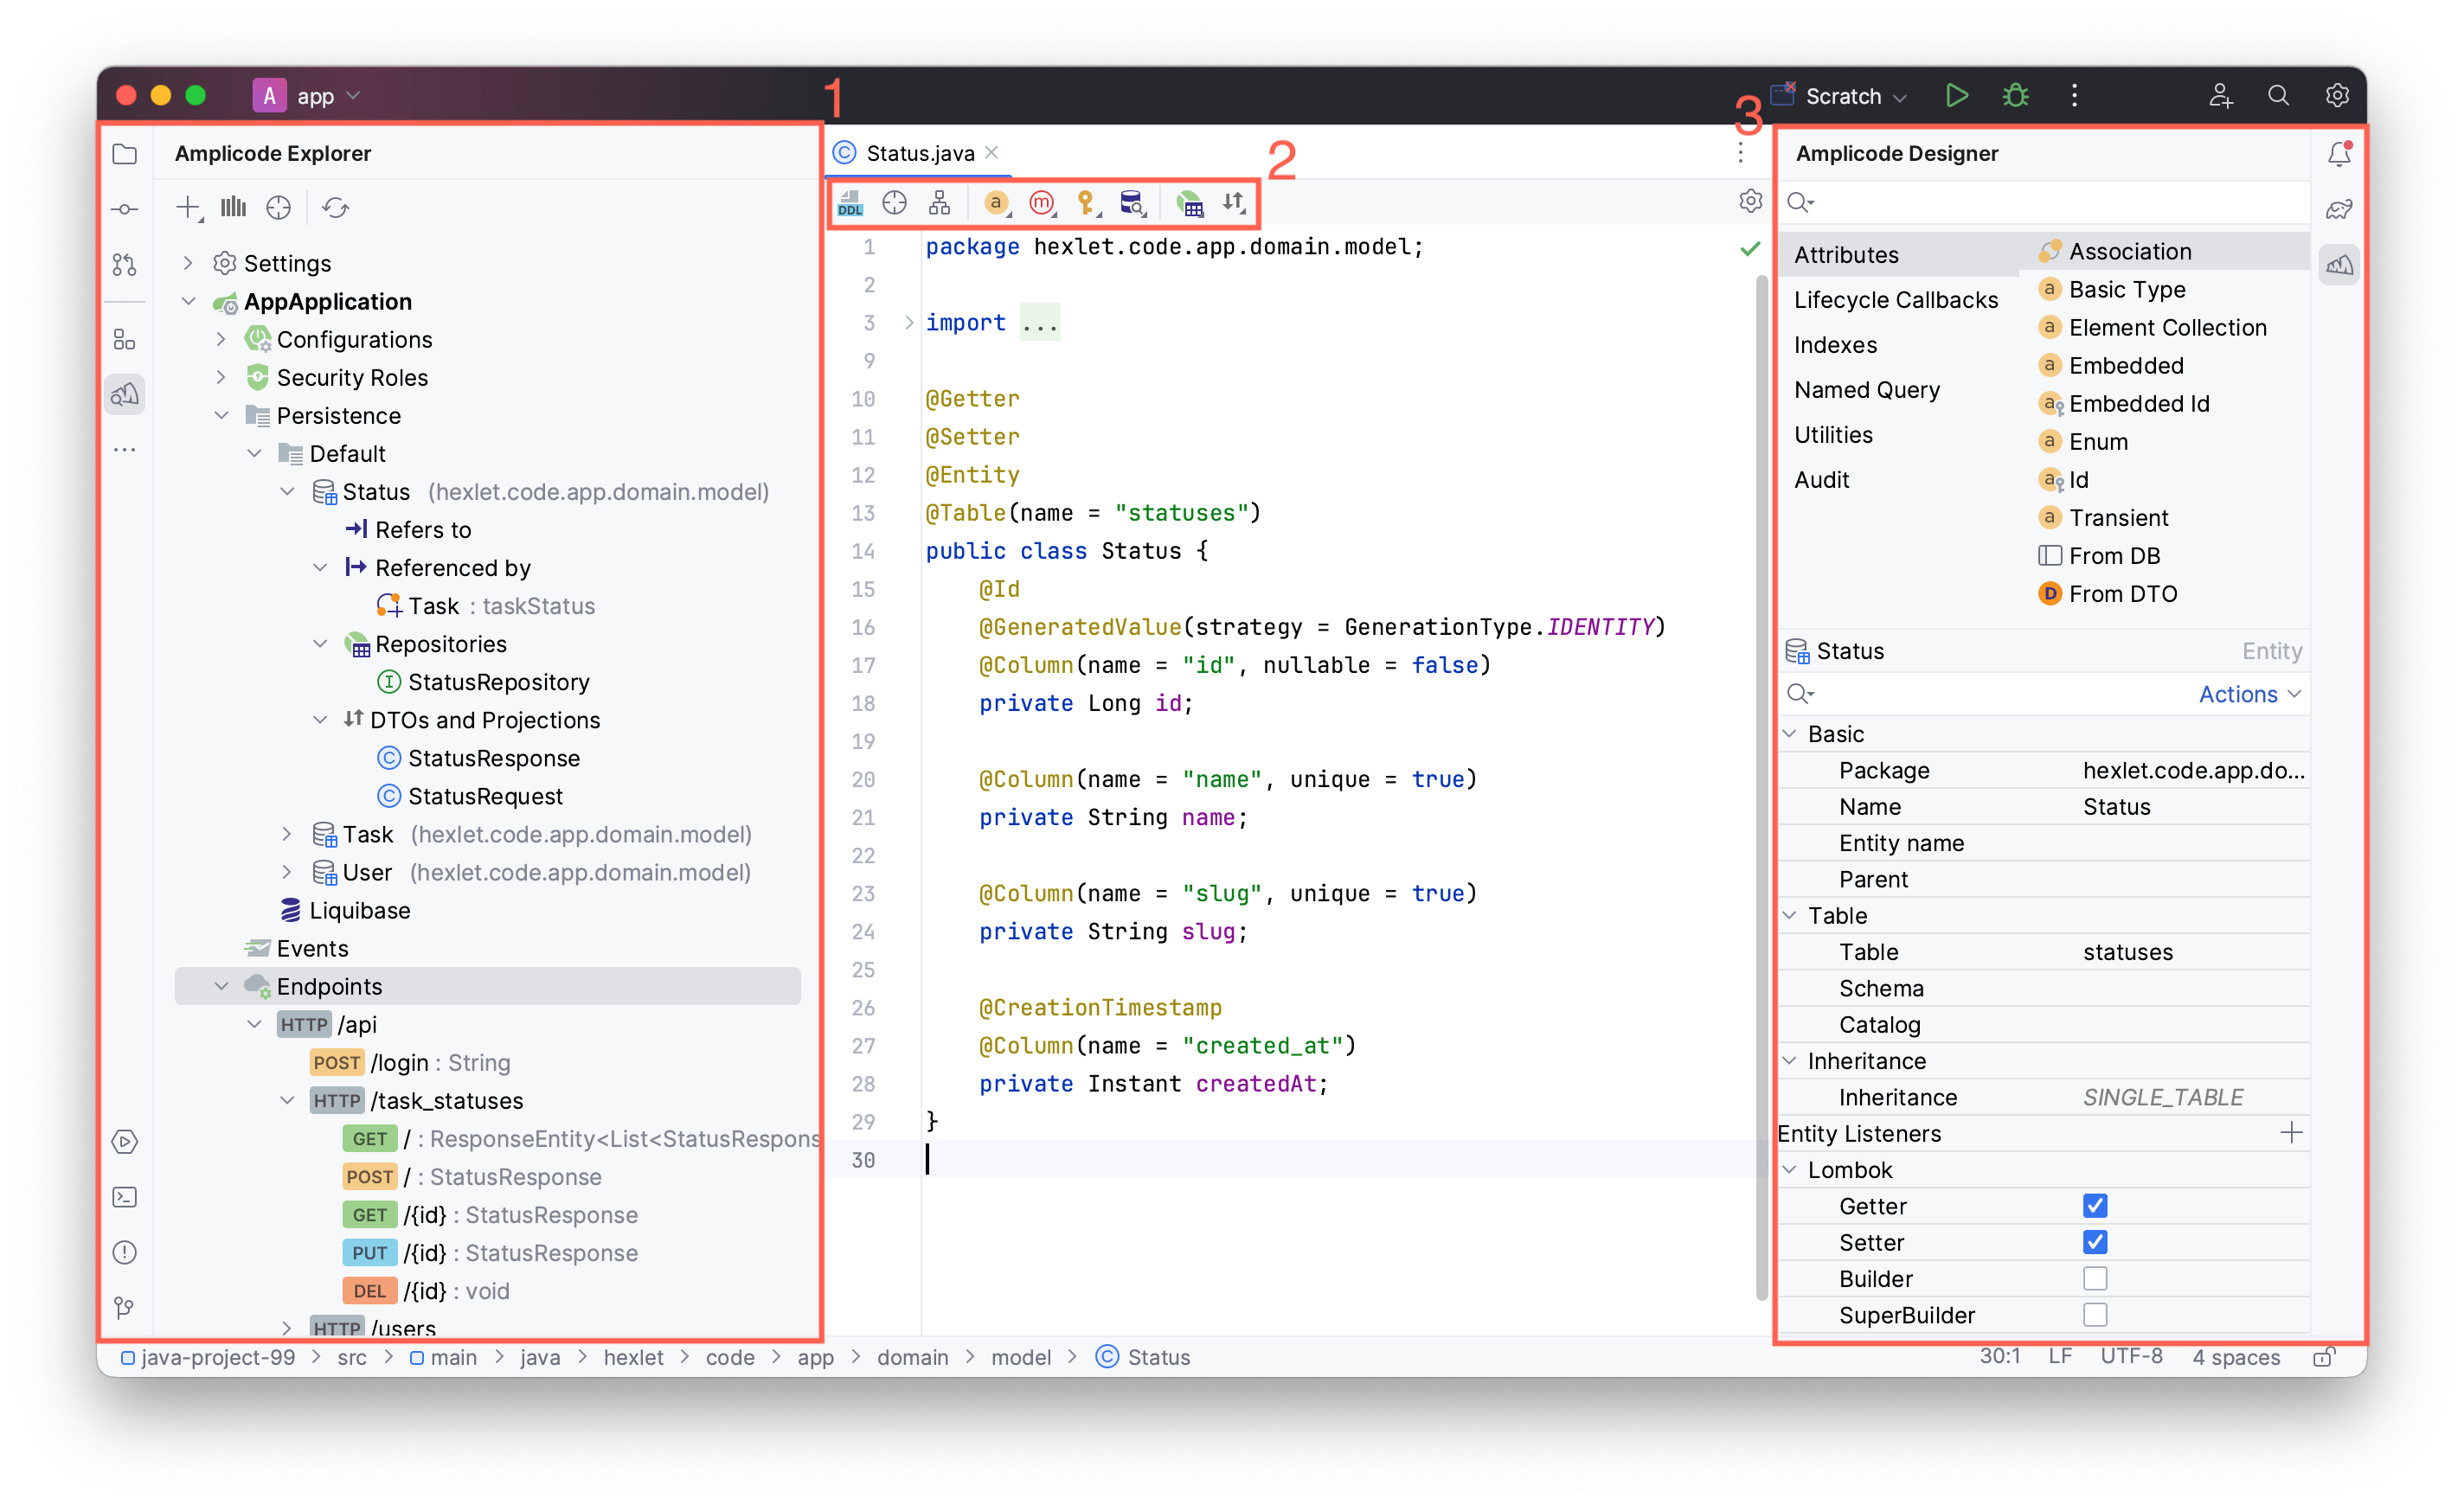 A app
Scratch
1
2
3
Amplicode Explorer
Settings
AppApplication
Configurations
Security Roles
Persistence
Default
Status (hexlet.code.app.domain.model)
Refers to
Referenced by
Task : taskStatus
Repositories
I StatusRepository
DTOs and Projections
C StatusResponse
C StatusRequest
Task (hexlet.code.app.domain.model)
User (hexlet.code.app.domain.model)
Liquibase
Events
Endpoints
HTTP /api
POST /login : String
HTTP /task_statuses
GET / : ResponseEntity<List<StatusRespons
POST / : StatusResponse
GET /{id} : StatusResponse
PUT /{id} : StatusResponse
DEL /{id} : void
HTTP /users
C Status.java
DDL a m
1 package hexlet.code.app.domain.model;
2
3 import ...
9
10 @Getter
11 @Setter
12 @Entity
13 @Table(name = "statuses")
14 public class Status {
15 @Id
16 @GeneratedValue(strategy = GenerationType.IDENTITY)
17 @Column(name = "id", nullable = false)
18 private Long id;
19
20 @Column(name = "name", unique = true)
21 private String name;
22
23 @Column(name = "slug", unique = true)
24 private String slug;
25
26 @CreationTimestamp
27 @Column(name = "created_at")
28 private Instant createdAt;
29 }
30
Amplicode Designer
Attributes
Lifecycle Callbacks
Indexes
Named Query
Utilities
Audit
Association
a Basic Type
a Element Collection
a Embedded
a Embedded Id
a Enum
a Id
a Transient
From DB
D From DTO
Status Entity
Actions
Basic
Package hexlet.code.app.do...
Name Status
Entity name
Parent
Table
Table statuses
Schema
Catalog
Inheritance
Inheritance SINGLE_TABLE
Entity Listeners
Lombok
Getter
Setter
Builder
SuperBuilder
java-project-99 > src > main > java > hexlet > code > app > domain > model > C Status
30:1 LF UTF-8 4 spaces